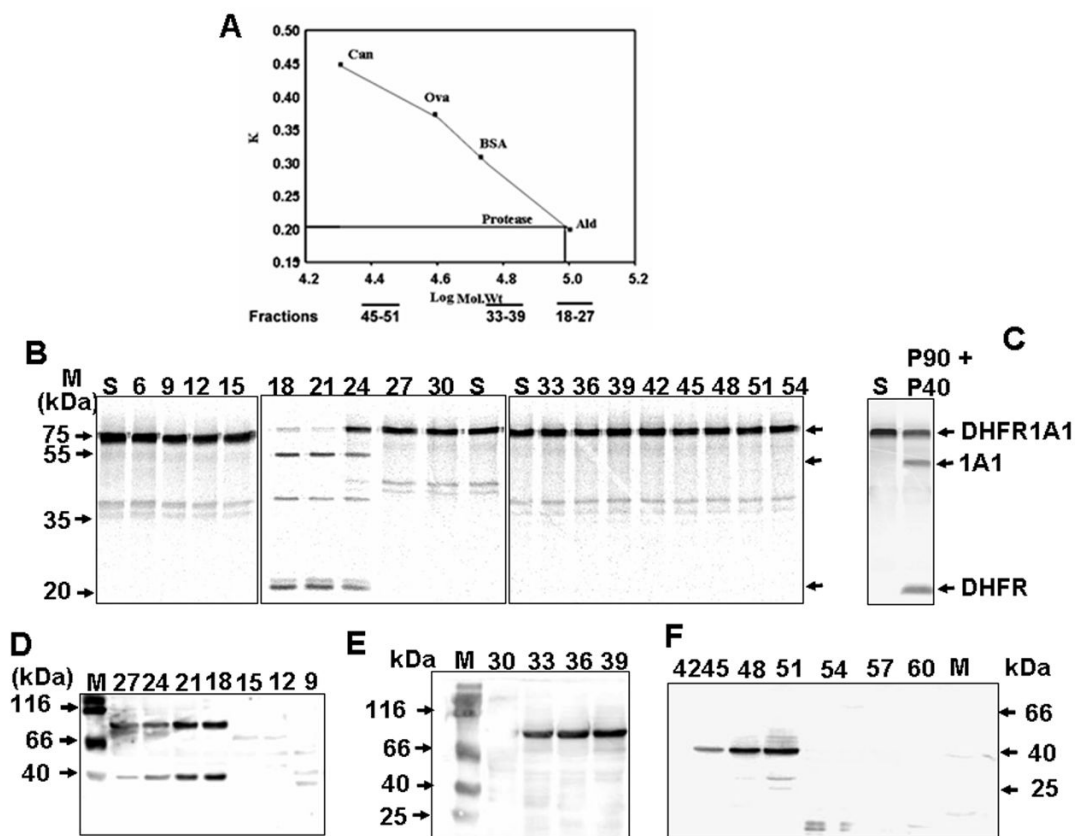 A
0.50
0.45
0.40
0.35
0.30
0.25
0.20
0.15
K
Can
Ova
BSA
Protease
Ald
4.2 4.4 4.6 4.8 5.0 5.2
Log Mol.Wt
Fractions 45-51 33-39 18-27
B
M
(kDa)
S 6 9 12 15 18 21 24 27 30 S S 33 36 39 42 45 48 51 54
75
55
35
20
C
P90 +
S P40
DHFR1A1
1A1
DHFR
D
(kDa)
M 27 24 21 18 15 12 9
116
66
40
E
kDa M 30 33 36 39
116
66
40
25
F
42 45 48 51 54 57 60 M kDa
66
40
25